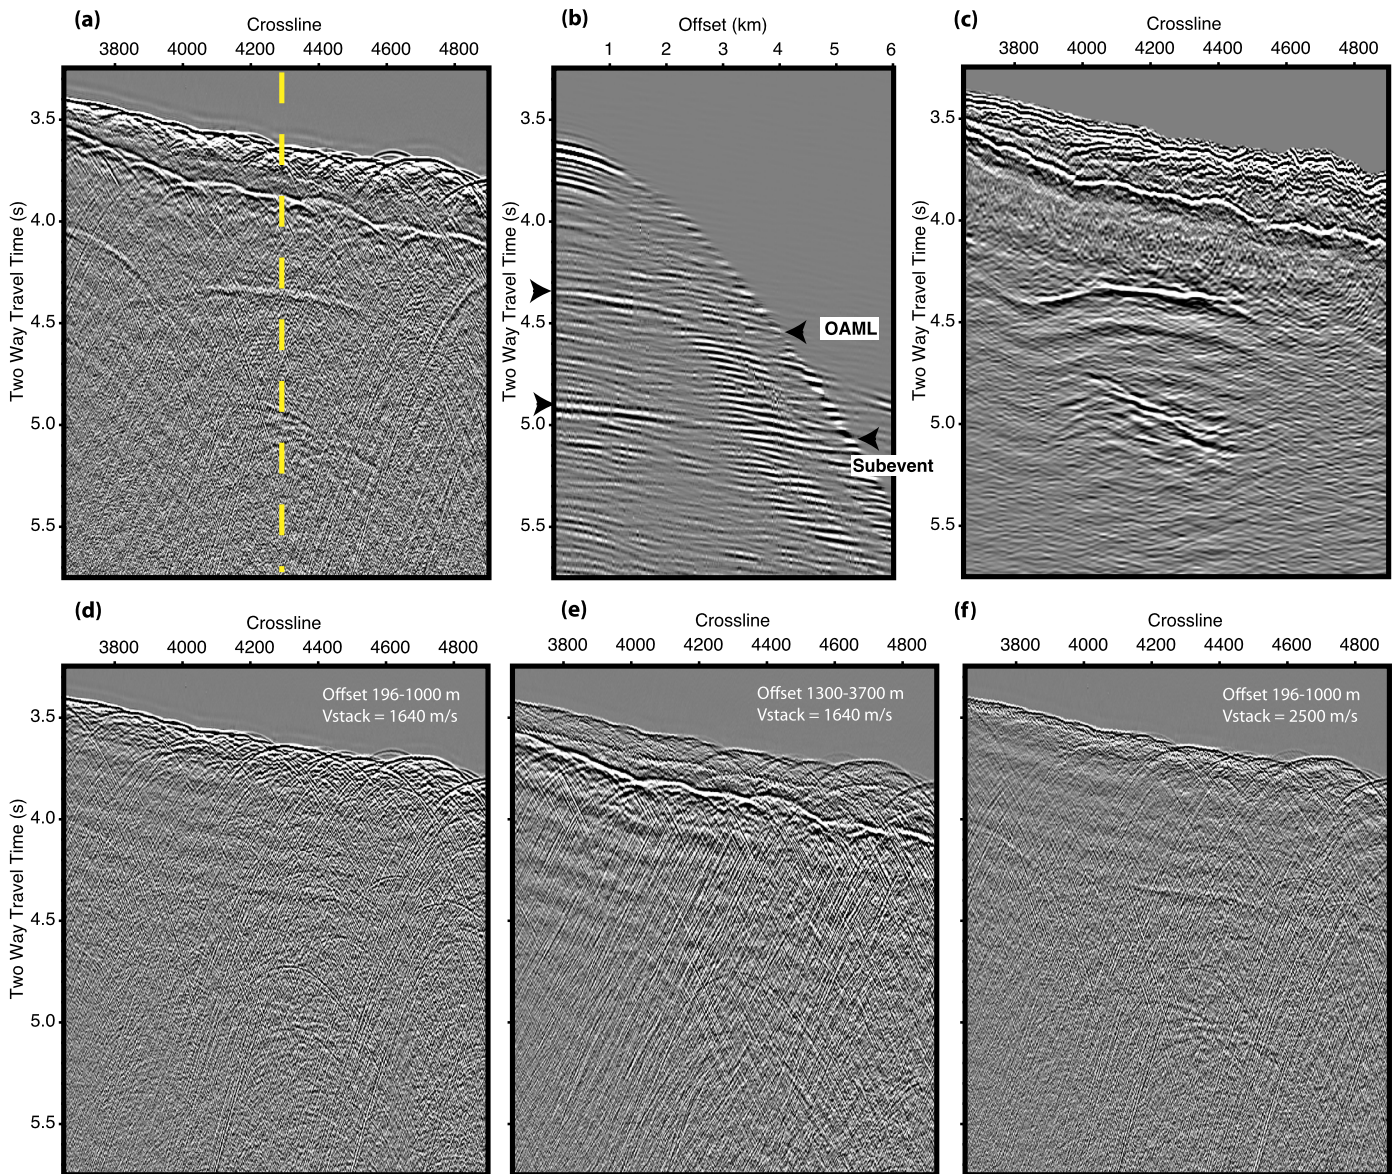 (a)
Crossline
3800 4000 4200 4400 4600 4800
Two Way Travel Time (s)
3.5
4.0
4.5
5.0
5.5
(b)
Offset (km)
1 2 3 4 5 6
Two Way Travel Time (s)
3.5
4.0
4.5
5.0
5.5
OAML
Subevent
(c)
Crossline
3800 4000 4200 4400 4600 4800
Two Way Travel Time (s)
3.5
4.0
4.5
5.0
5.5
(d)
Crossline
3800 4000 4200 4400 4600 4800
Two Way Travel Time (s)
3.5
4.0
4.5
5.0
5.5
Offset 196-1000 m
Vstack = 1640 m/s
(e)
Crossline
3800 4000 4200 4400 4600 4800
Offset 1300-3700 m
Vstack = 1640 m/s
(f)
Crossline
3800 4000 4200 4400 4600 4800
Offset 196-1000 m
Vstack = 2500 m/s